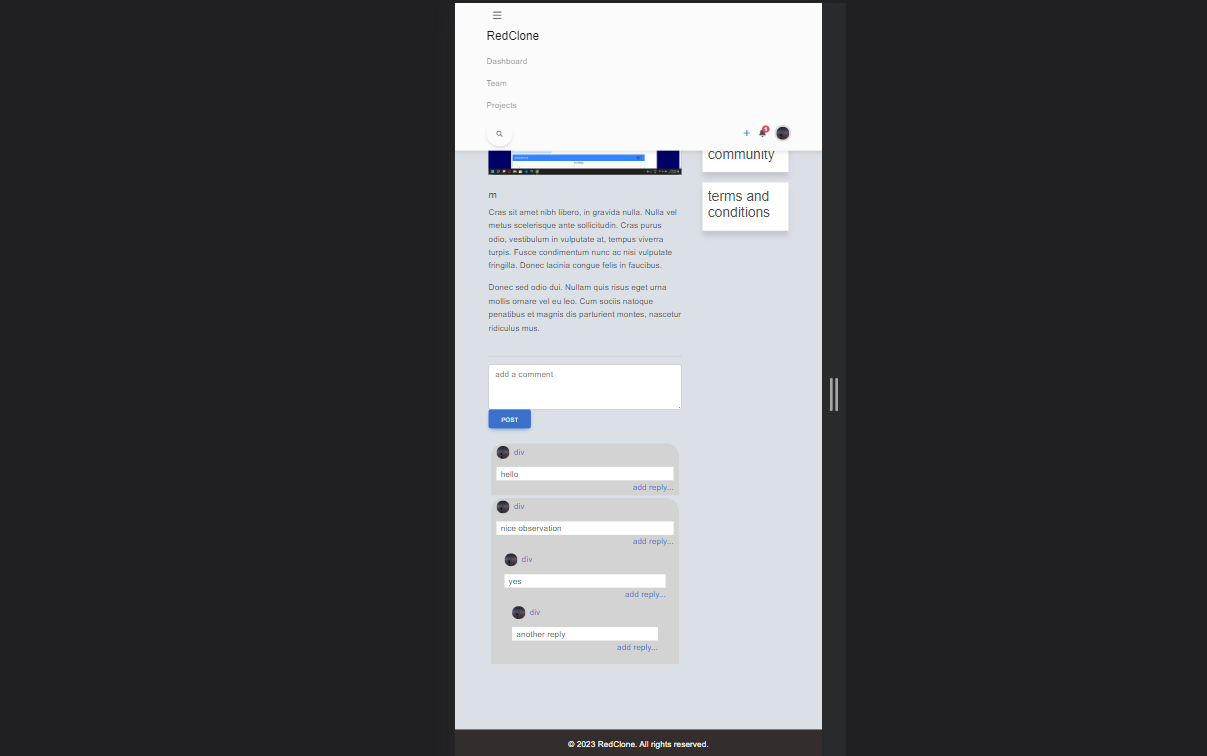 RedClone
Dashboard
Team
Projects
community
terms and
conditions
m
Cras sit amet nibh libero, in gravida nulla. Nulla vel
metus scelerisque ante sollicitudin. Cras purus
odio, vestibulum in vulputate at, tempus viverra
turpis. Fusce condimentum nunc ac nisi vulputate
fringilla. Donec lacinia congue felis in faucibus.
Donec sed odio dui. Nullam quis risus eget urna
mollis ornare vel eu leo. Cum sociis natoque
penatibus et magnis dis parturient montes, nascetur
ridiculus mus.
add a comment
POST
div
hello
add reply...
div
nice observation
add reply...
div
yes
add reply...
div
another reply
add reply...
© 2023 RedClone. All rights reserved.